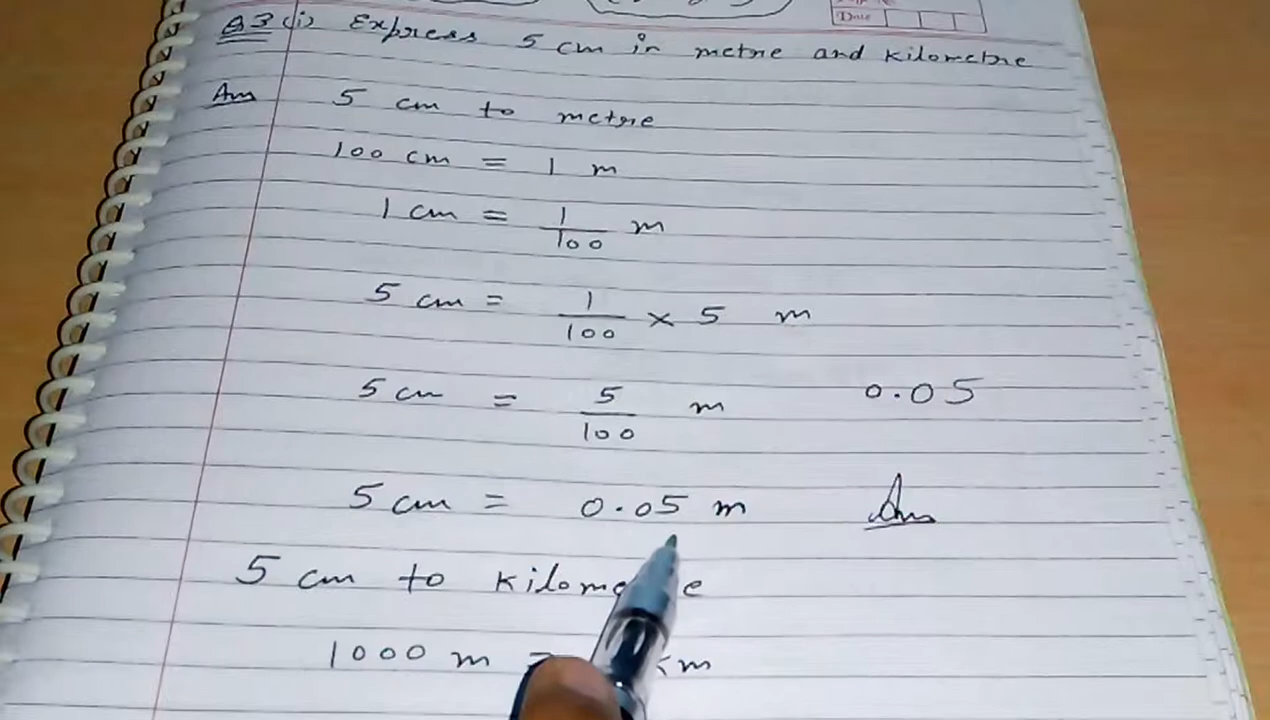 Date
Q3 (i) Express 5 cm in metre and kilometre
Ans 5 cm to metre
100 cm = 1 m
1 cm = 1/100 m
5 cm = 1/100 × 5 m
5 cm = 5/100 m 0.05
5 cm = 0.05 m Ans
5 cm to
1000 m = km